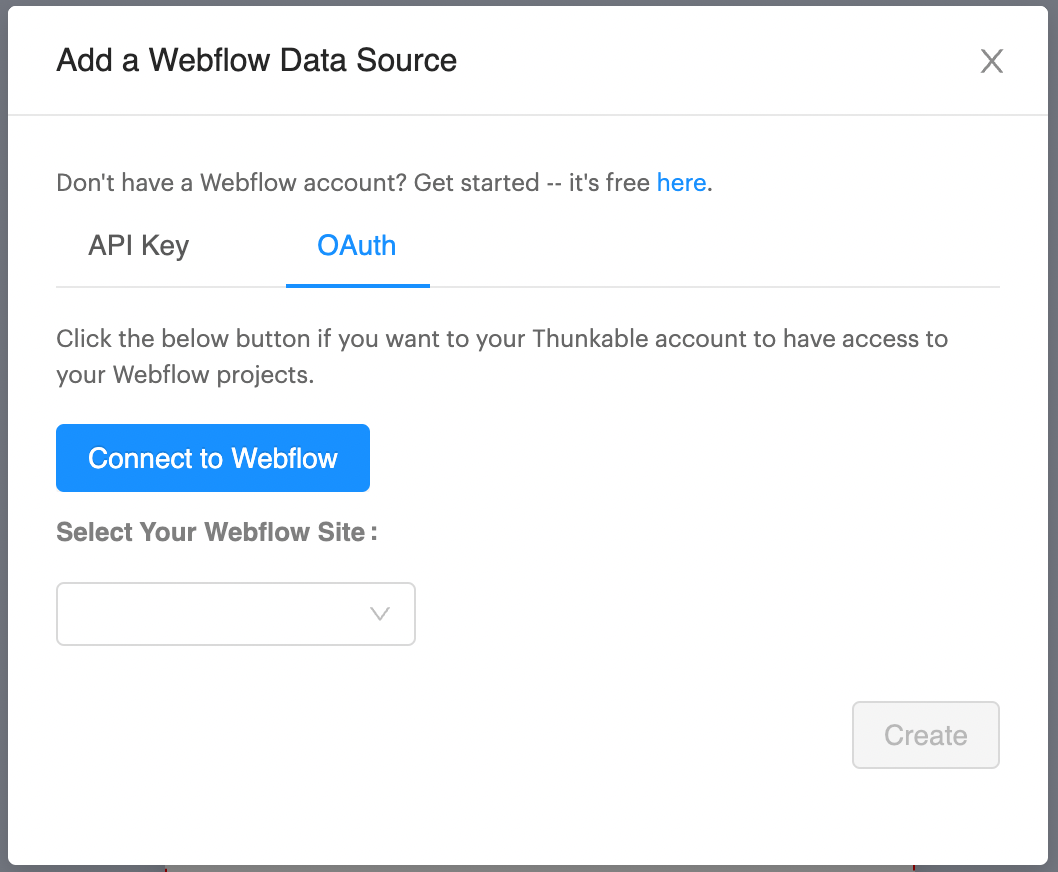 Add a Webflow Data Source
Don't have a Webflow account? Get started -- it's free here.
API Key
OAuth
Click the below button if you want to your Thunkable account to have access to
your Webflow projects.
Connect to Webflow
Select Your Webflow Site :
Create